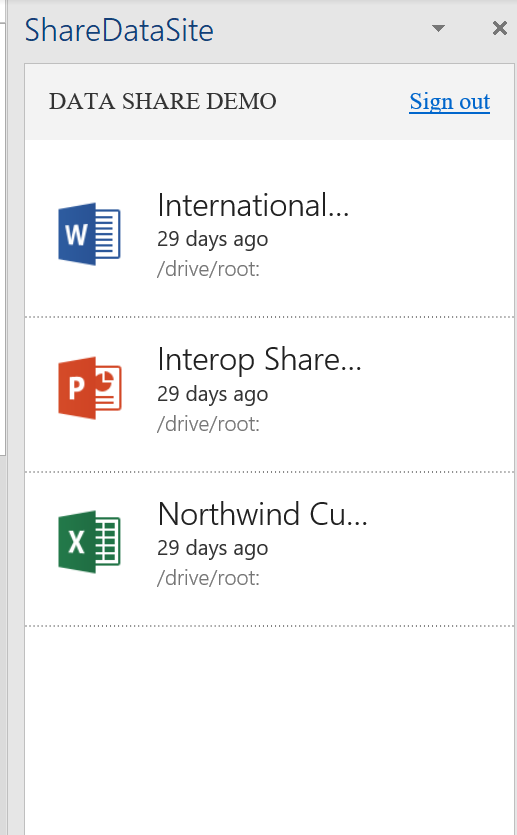 ShareDataSite
DATA SHARE DEMO
Sign out
W
International...
29 days ago
/drive/root:
P
Interop Share...
29 days ago
/drive/root:
X
Northwind Cu...
29 days ago
/drive/root: